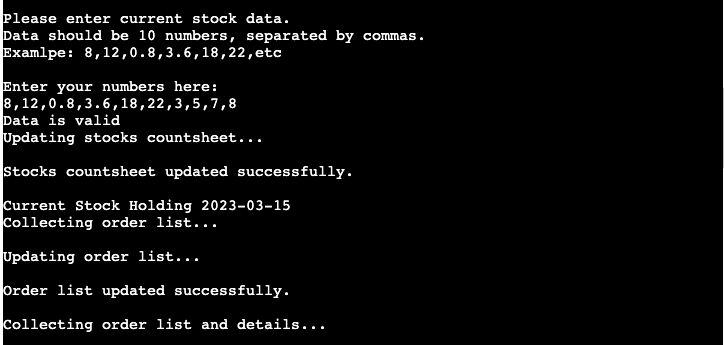 Please enter current stock data.
Data should be 10 numbers, separated by commas.
Examlpe: 8,12,0.8,3.6,18,22,etc
Enter your numbers here:
8,12,0.8,3.6,18,22,3,5,7,8
Data is valid
Updating stocks countsheet...
Stocks countsheet updated successfully.
Current Stock Holding 2023-03-15
Collecting order list...
Updating order list...
Order list updated successfully.
Collecting order list and details...